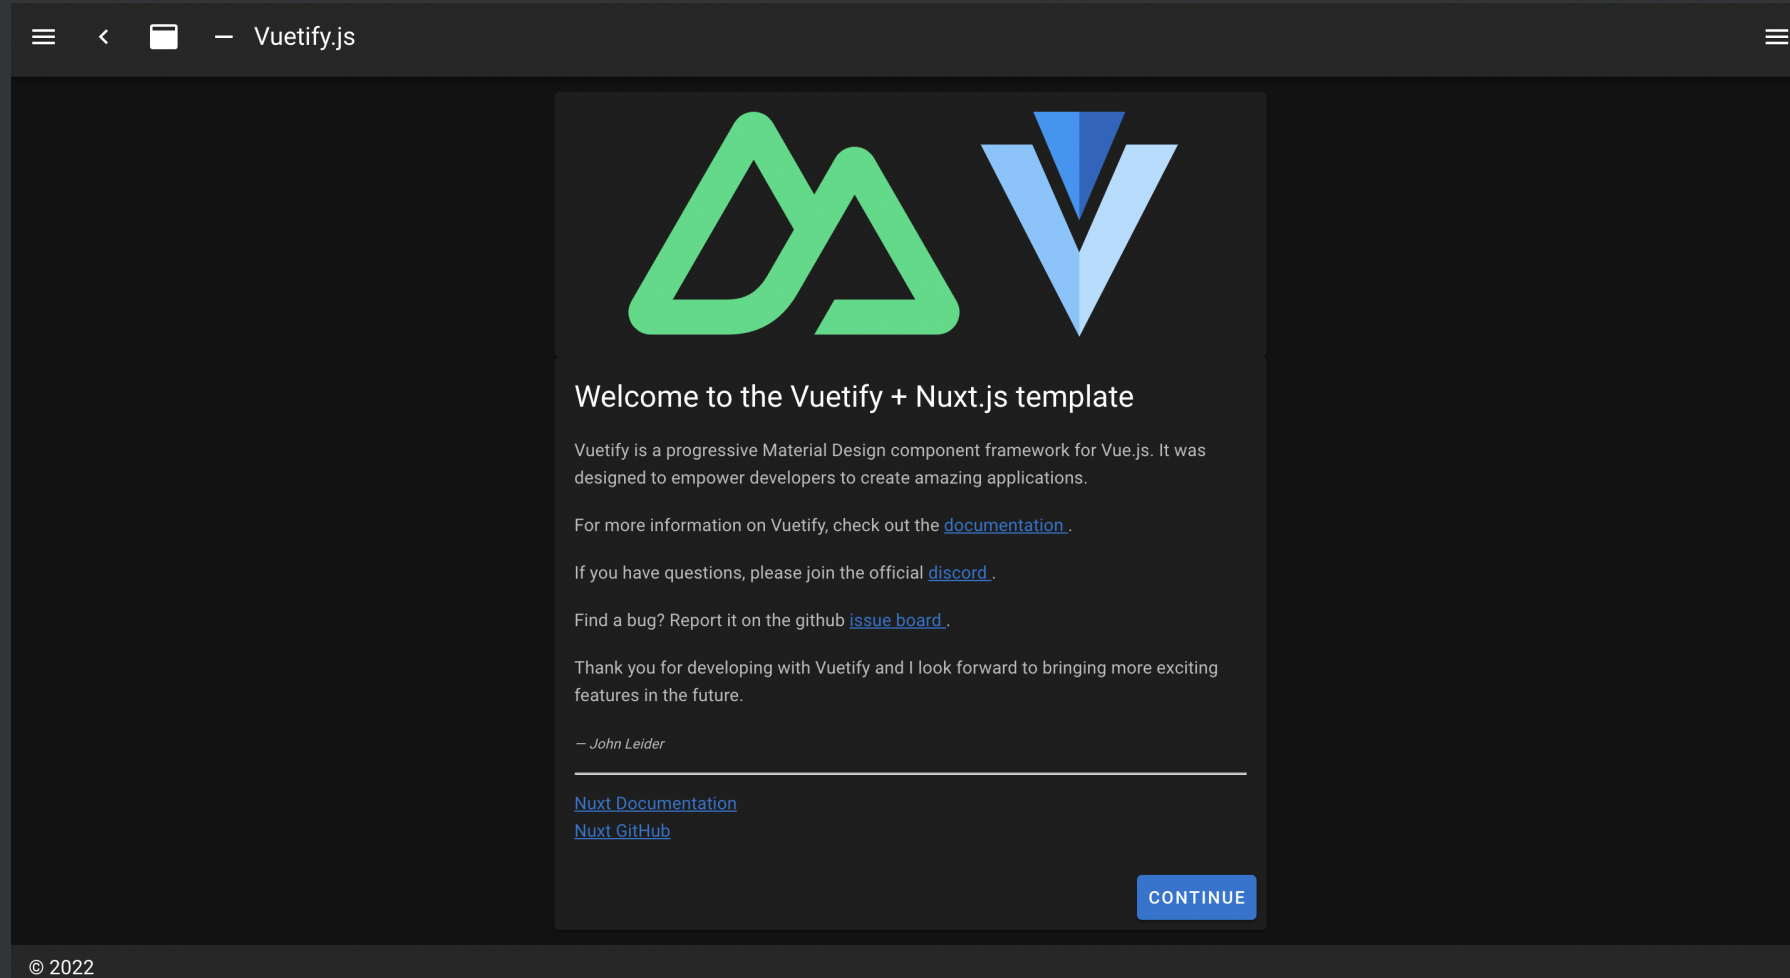 Vuetify.js
Welcome to the Vuetify + Nuxt.js template
Vuetify is a progressive Material Design component framework for Vue.js. It was
designed to empower developers to create amazing applications.
For more information on Vuetify, check out the documentation .
If you have questions, please join the official discord .
Find a bug? Report it on the github issue board .
Thank you for developing with Vuetify and I look forward to bringing more exciting
features in the future.
— John Leider
Nuxt Documentation
Nuxt GitHub
CONTINUE
© 2022